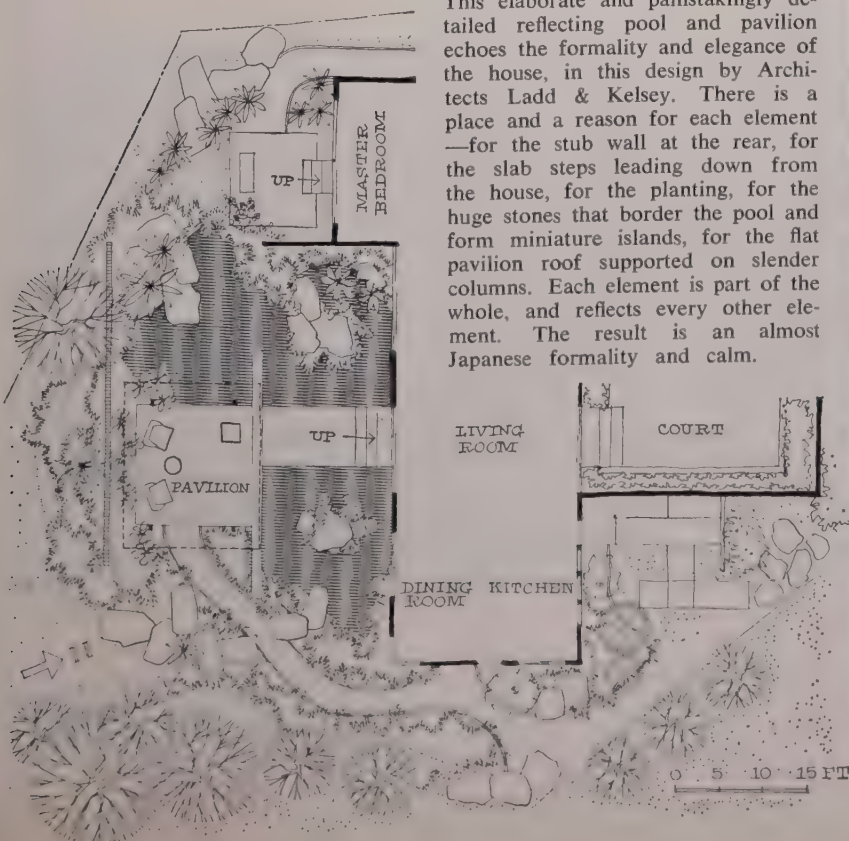 This elaborate and painstakingly de-
tailed reflecting pool and pavilion
echoes the formality and elegance of
the house, in this design by Archi-
tects Ladd & Kelsey. There is a
place and a reason for each element
—for the stub wall at the rear, for
the slab steps leading down from
the house, for the planting, for the
huge stones that border the pool and
form miniature islands, for the flat
pavilion roof supported on slender
columns. Each element is part of the
whole, and reflects every other ele-
ment. The result is an almost
Japanese formality and calm.
MASTER
BEDROOM
UP
UP
LIVING
ROOM
COURT
PAVILION
DINING KITCHEN
ROOM
N
0 5 10 15 FT